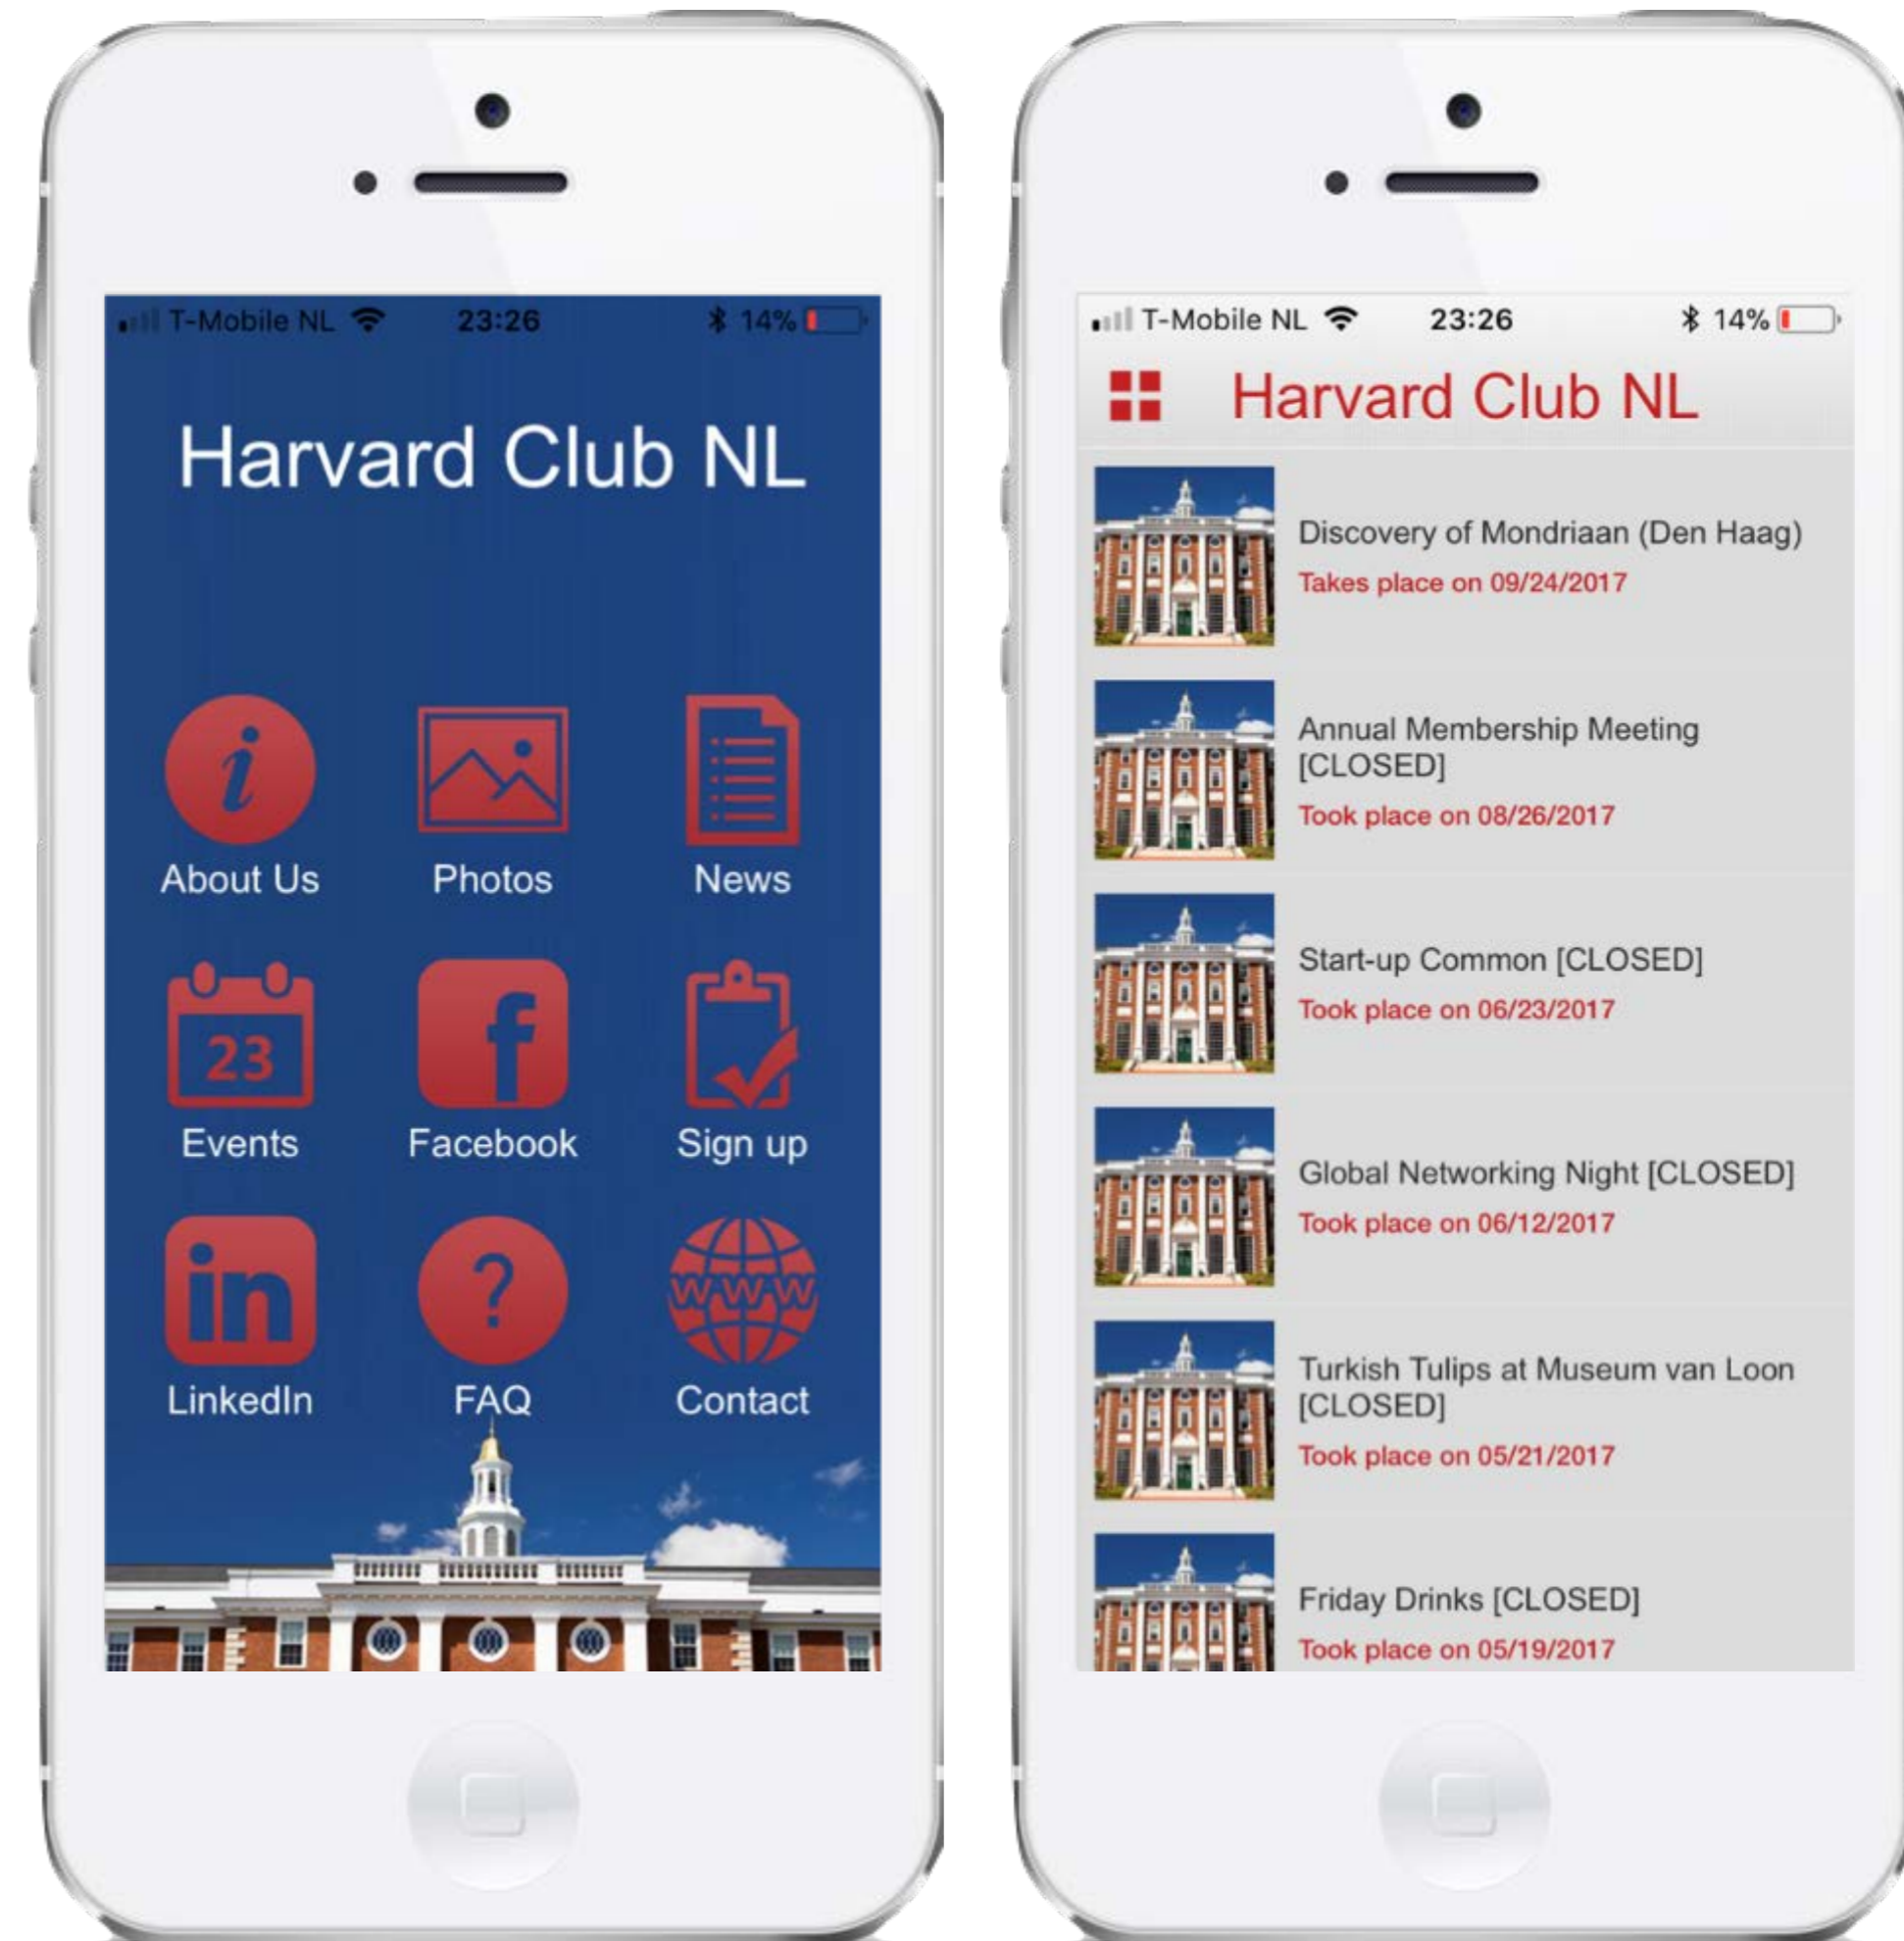 T-Mobile NL 23:26 14%
Harvard Club NL
i
About Us Photos News
23
f
Events Facebook Sign up
in ? www
LinkedIn FAQ Contact
T-Mobile NL 23:26 14%
Harvard Club NL
Discovery of Mondriaan (Den Haag)
Takes place on 09/24/2017
Annual Membership Meeting
[CLOSED]
Took place on 08/26/2017
Start-up Common [CLOSED]
Took place on 06/23/2017
Global Networking Night [CLOSED]
Took place on 06/12/2017
Turkish Tulips at Museum van Loon
[CLOSED]
Took place on 05/21/2017
Friday Drinks [CLOSED]
Took place on 05/19/2017